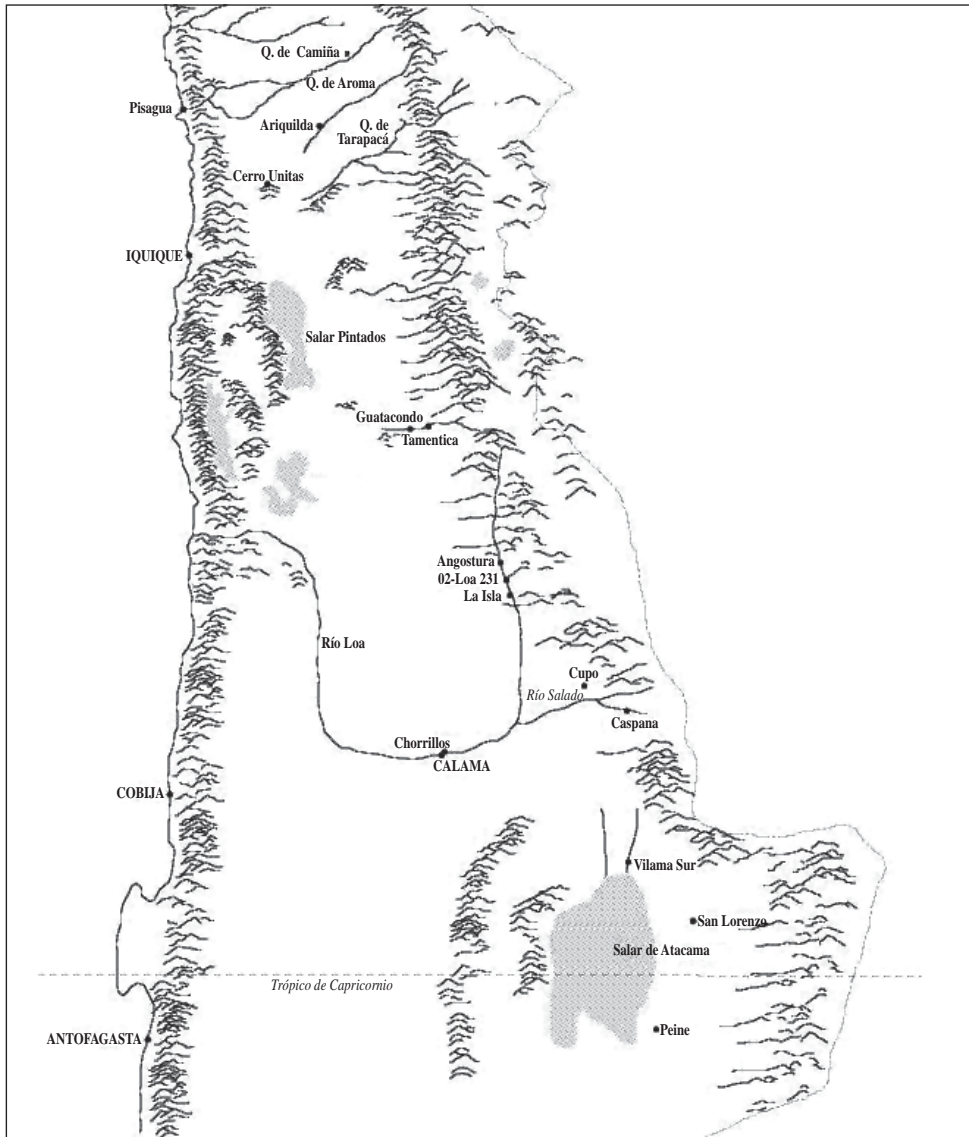 Q. de Camiña
Q. de Aroma
Pisagua
Ariquilda
Q. de
Tarapacá
Cerro Unitas
IQUIQUE
Salar Pintados
Guatacondo
Tamentica
Angostura
02-Loa 231
La Isla
Río Loa
Cupo
Río Salado
Caspana
Chorrillos
CALAMA
COBIJA
Vilama Sur
San Lorenzo
Salar de Atacama
Trópico de Capricornio
Peine
ANTOFAGASTA